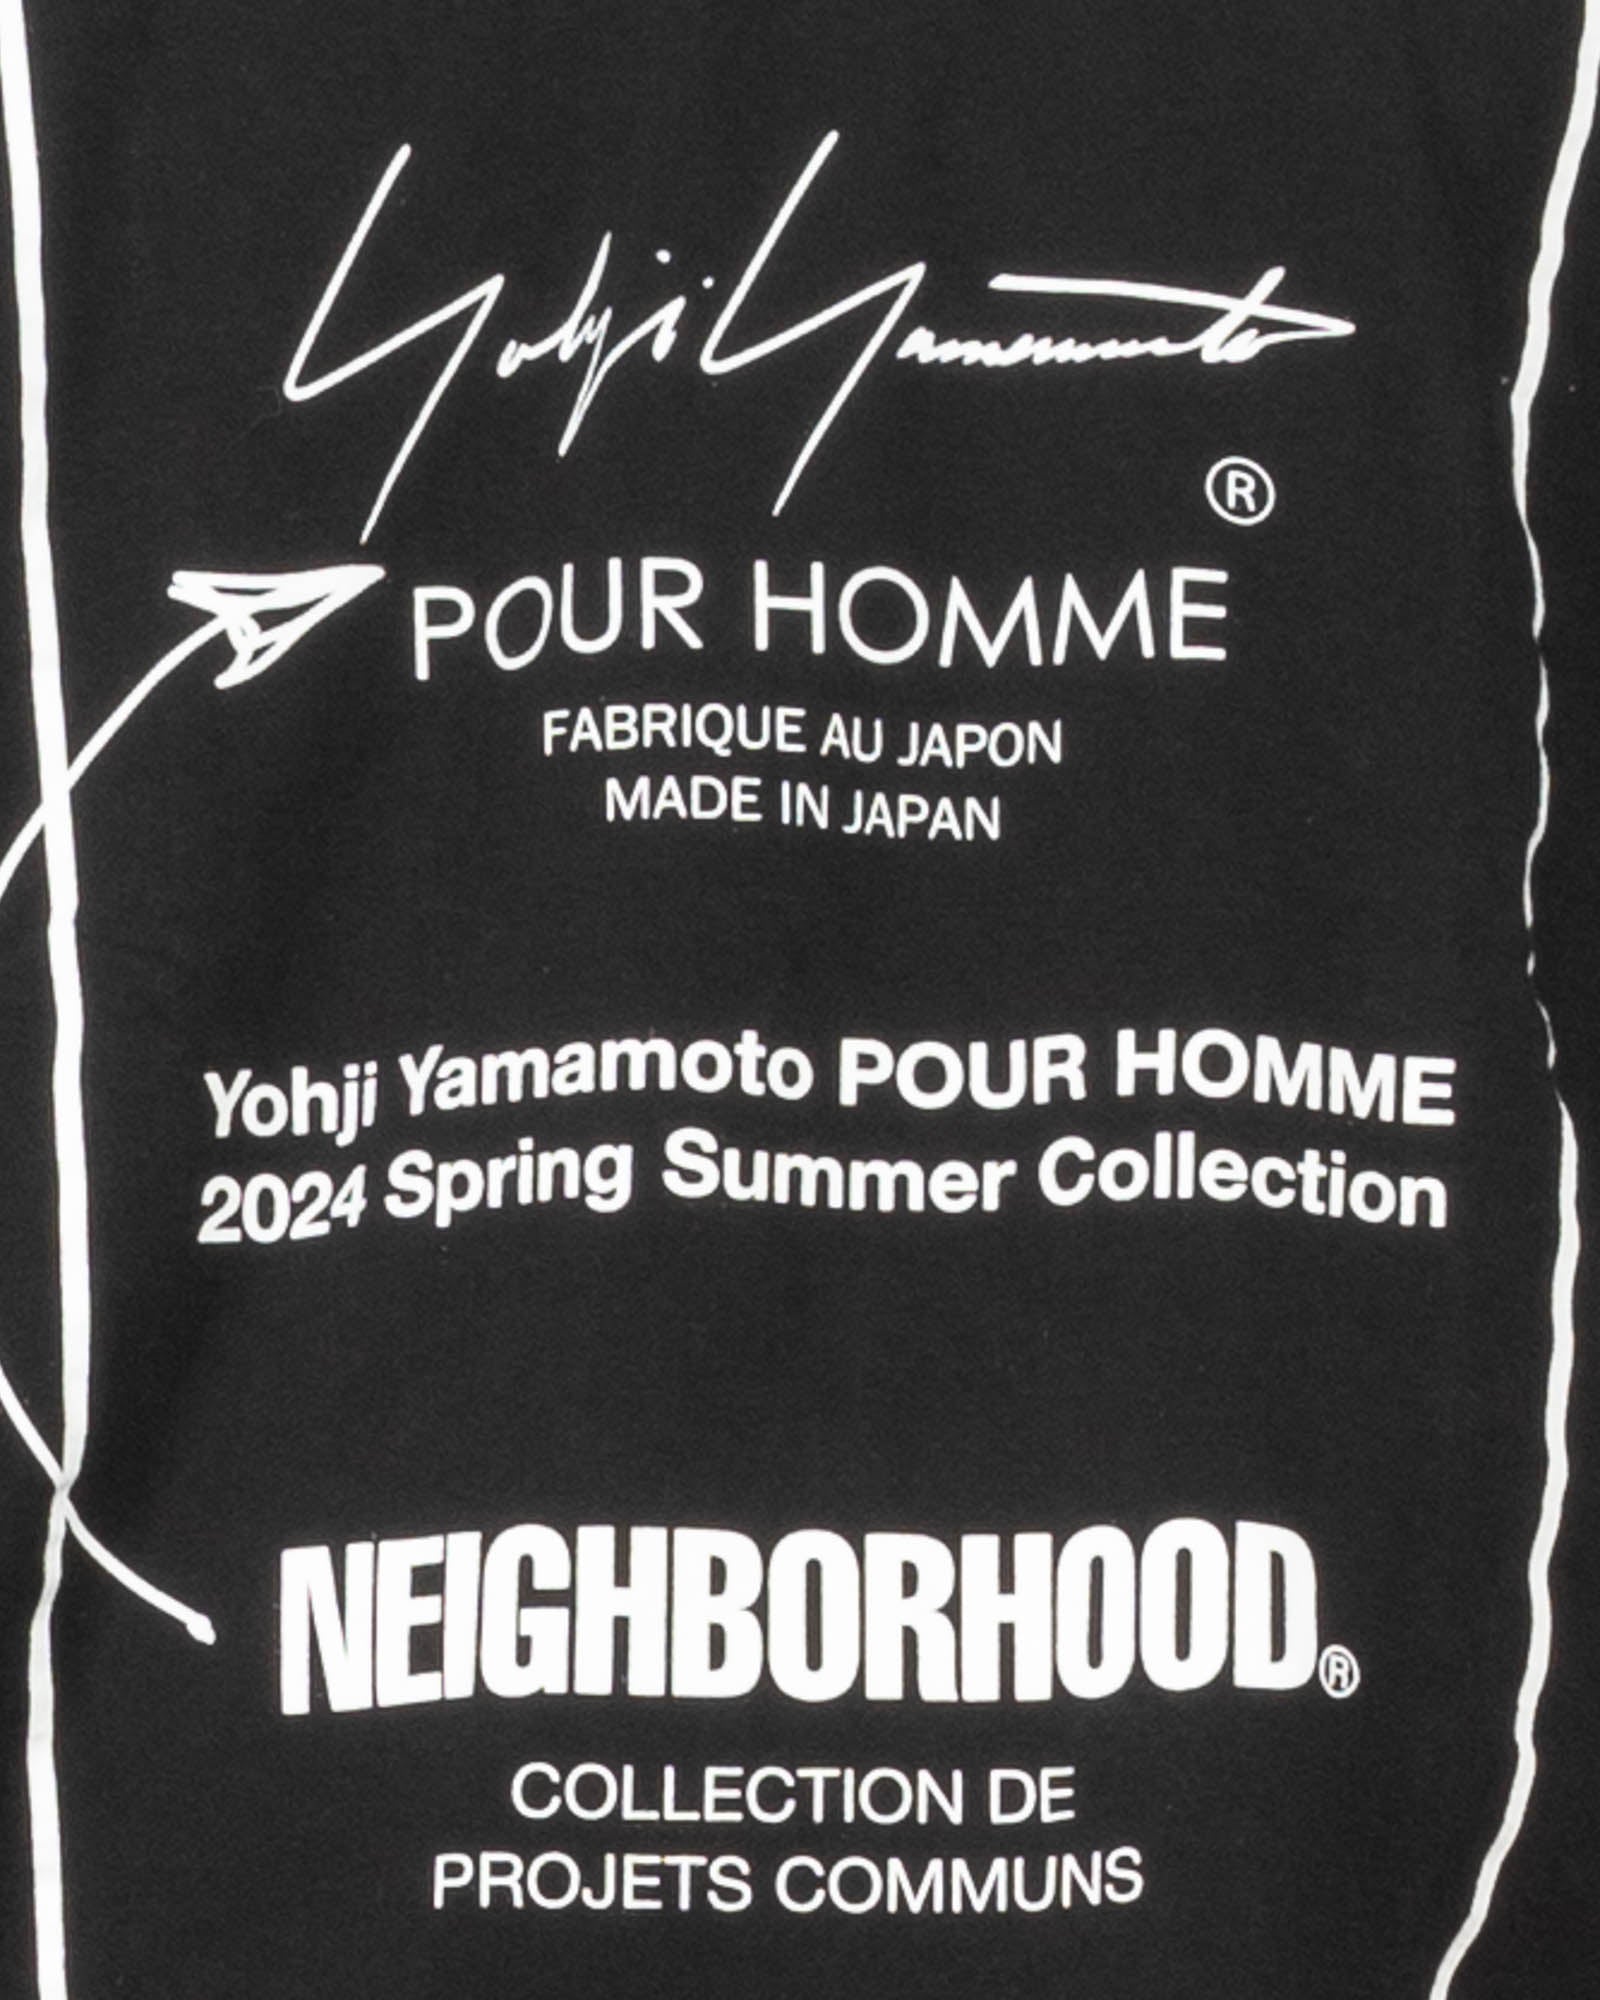 Yohji Yamamoto
®
POUR HOMME
FABRIQUE AU JAPON
MADE IN JAPAN
Yohji Yamamoto POUR HOMME
2024 Spring Summer Collection
NEIGHBORHOOD®
COLLECTION DE
PROJETS COMMUNS